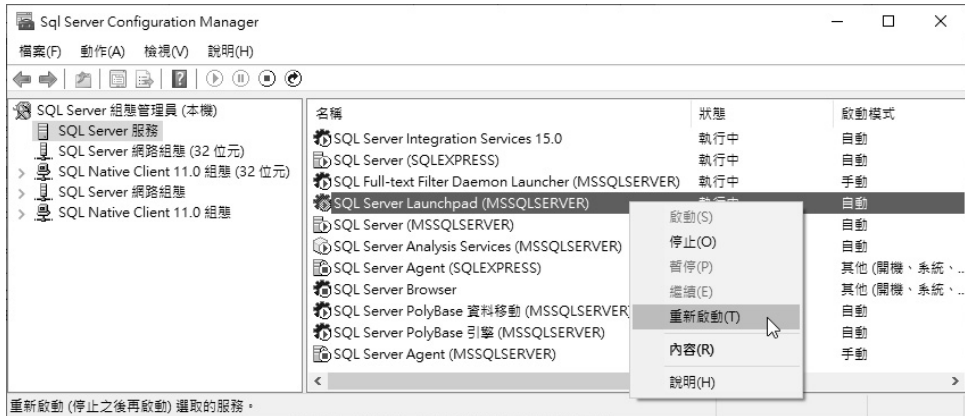 Sql Server Configuration Manager
檔案(F) 動作(A) 檢視(V) 說明(H)
SQL Server 組態管理員 (本機)
SQL Server 服務
SQL Server 網路組態 (32 位元)
SQL Native Client 11.0 組態 (32 位元)
SQL Server 網路組態
SQL Native Client 11.0 組態
名稱 狀態 啟動模式
SQL Server Integration Services 15.0 執行中 自動
SQL Server (SQLEXPRESS) 執行中 自動
SQL Full-text Filter Daemon Launcher (MSSQLSERVER) 執行中 手動
SQL Server Launchpad (MSSQLSERVER) 執行中 自動
SQL Server (MSSQLSERVER) 自動
SQL Server Analysis Services (MSSQLSERVER) 自動
SQL Server Agent (SQLEXPRESS) 其他 (開機、系統、...
SQL Server Browser 其他 (開機、系統、...
SQL Server PolyBase 資料移動 (MSSQLSERVER) 自動
SQL Server PolyBase 引擎 (MSSQLSERVER) 自動
SQL Server Agent (MSSQLSERVER) 手動
啟動(S)
停止(O)
暫停(P)
繼續(E)
重新啟動(T)
內容(R)
說明(H)
重新啟動 (停止之後再啟動) 選取的服務。